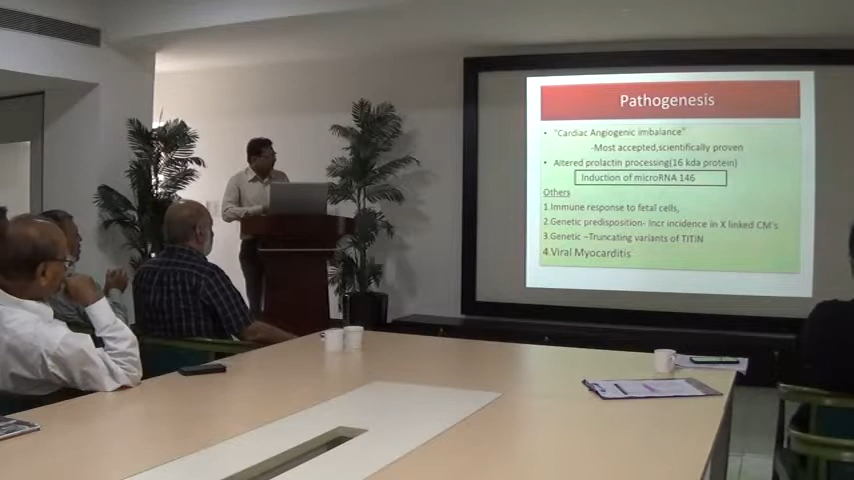 Pathogenesis
• "Cardiac Angiogenic imbalance"
-Most accepted,scientifically proven
• Altered prolactin processing(16 kda protein)
Induction of microRNA 146
Others
1.Immune response to fetal cells,
2.Genetic predisposition- Incr incidence in X linked CM's
3.Genetic –Truncating variants of TITIN
4.Viral Myocarditis